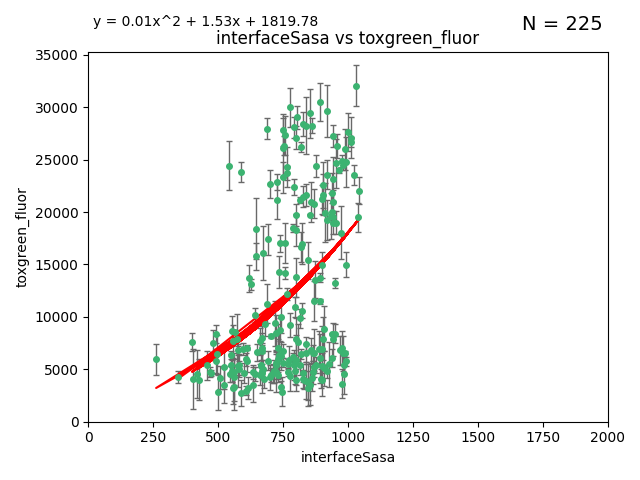 y = 0.01x^2 + 1.53x + 1819.78
N = 225
interfaceSasa vs toxgreen_fluor
35000
30000
25000
20000
15000
10000
5000
0
toxgreen_fluor
0 250 500 750 1000 1250 1500 1750 2000
interfaceSasa